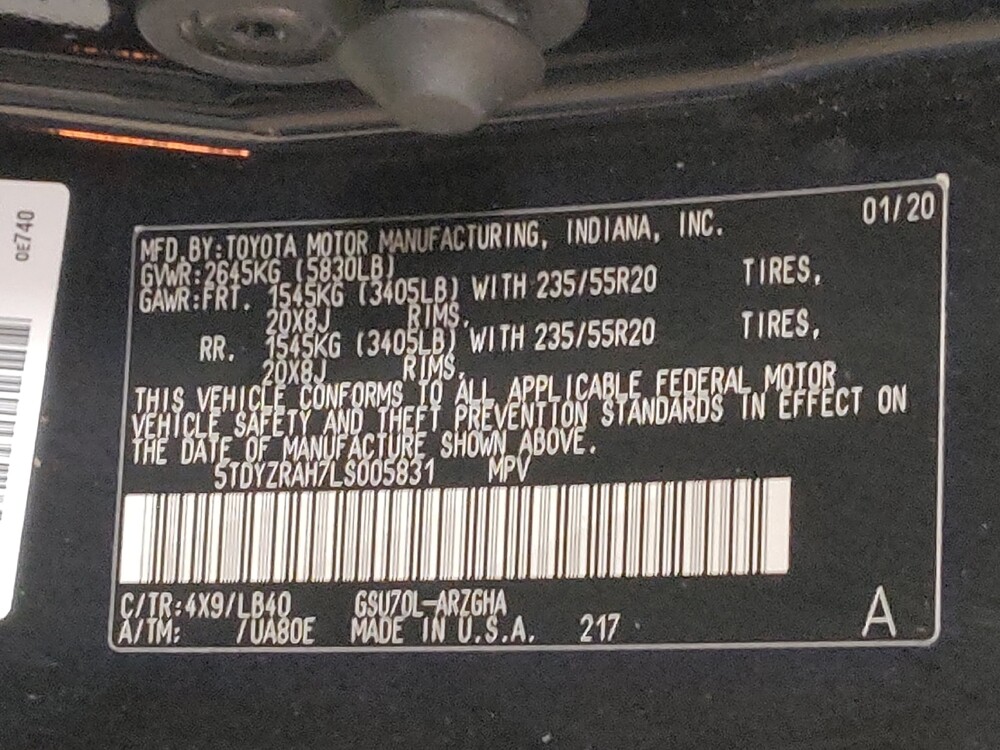 0E740
01/20
MFD.BY:TOYOTA MOTOR MANUFACTURING, INDIANA, INC.
GVWR:2645KG (5830LB)
GAWR:FRT. 1545KG (3405LB) WITH 235/55R20 TIRES,
20X8J RIMS,
RR. 1545KG (3405LB) WITH 235/55R20 TIRES,
20X8J RIMS,
THIS VEHICLE CONFORMS TO ALL APPLICABLE FEDERAL MOTOR
VEHICLE SAFETY AND THEFT PREVENTION STANDARDS IN EFFECT ON
THE DATE OF MANUFACTURE SHOWN ABOVE.
5TDYZRAH7LS005831 MPV
C/TR:4X9/LB40 GSU70L-ARZGHA
A/TM: /UA80E MADE IN U.S.A. 217
A